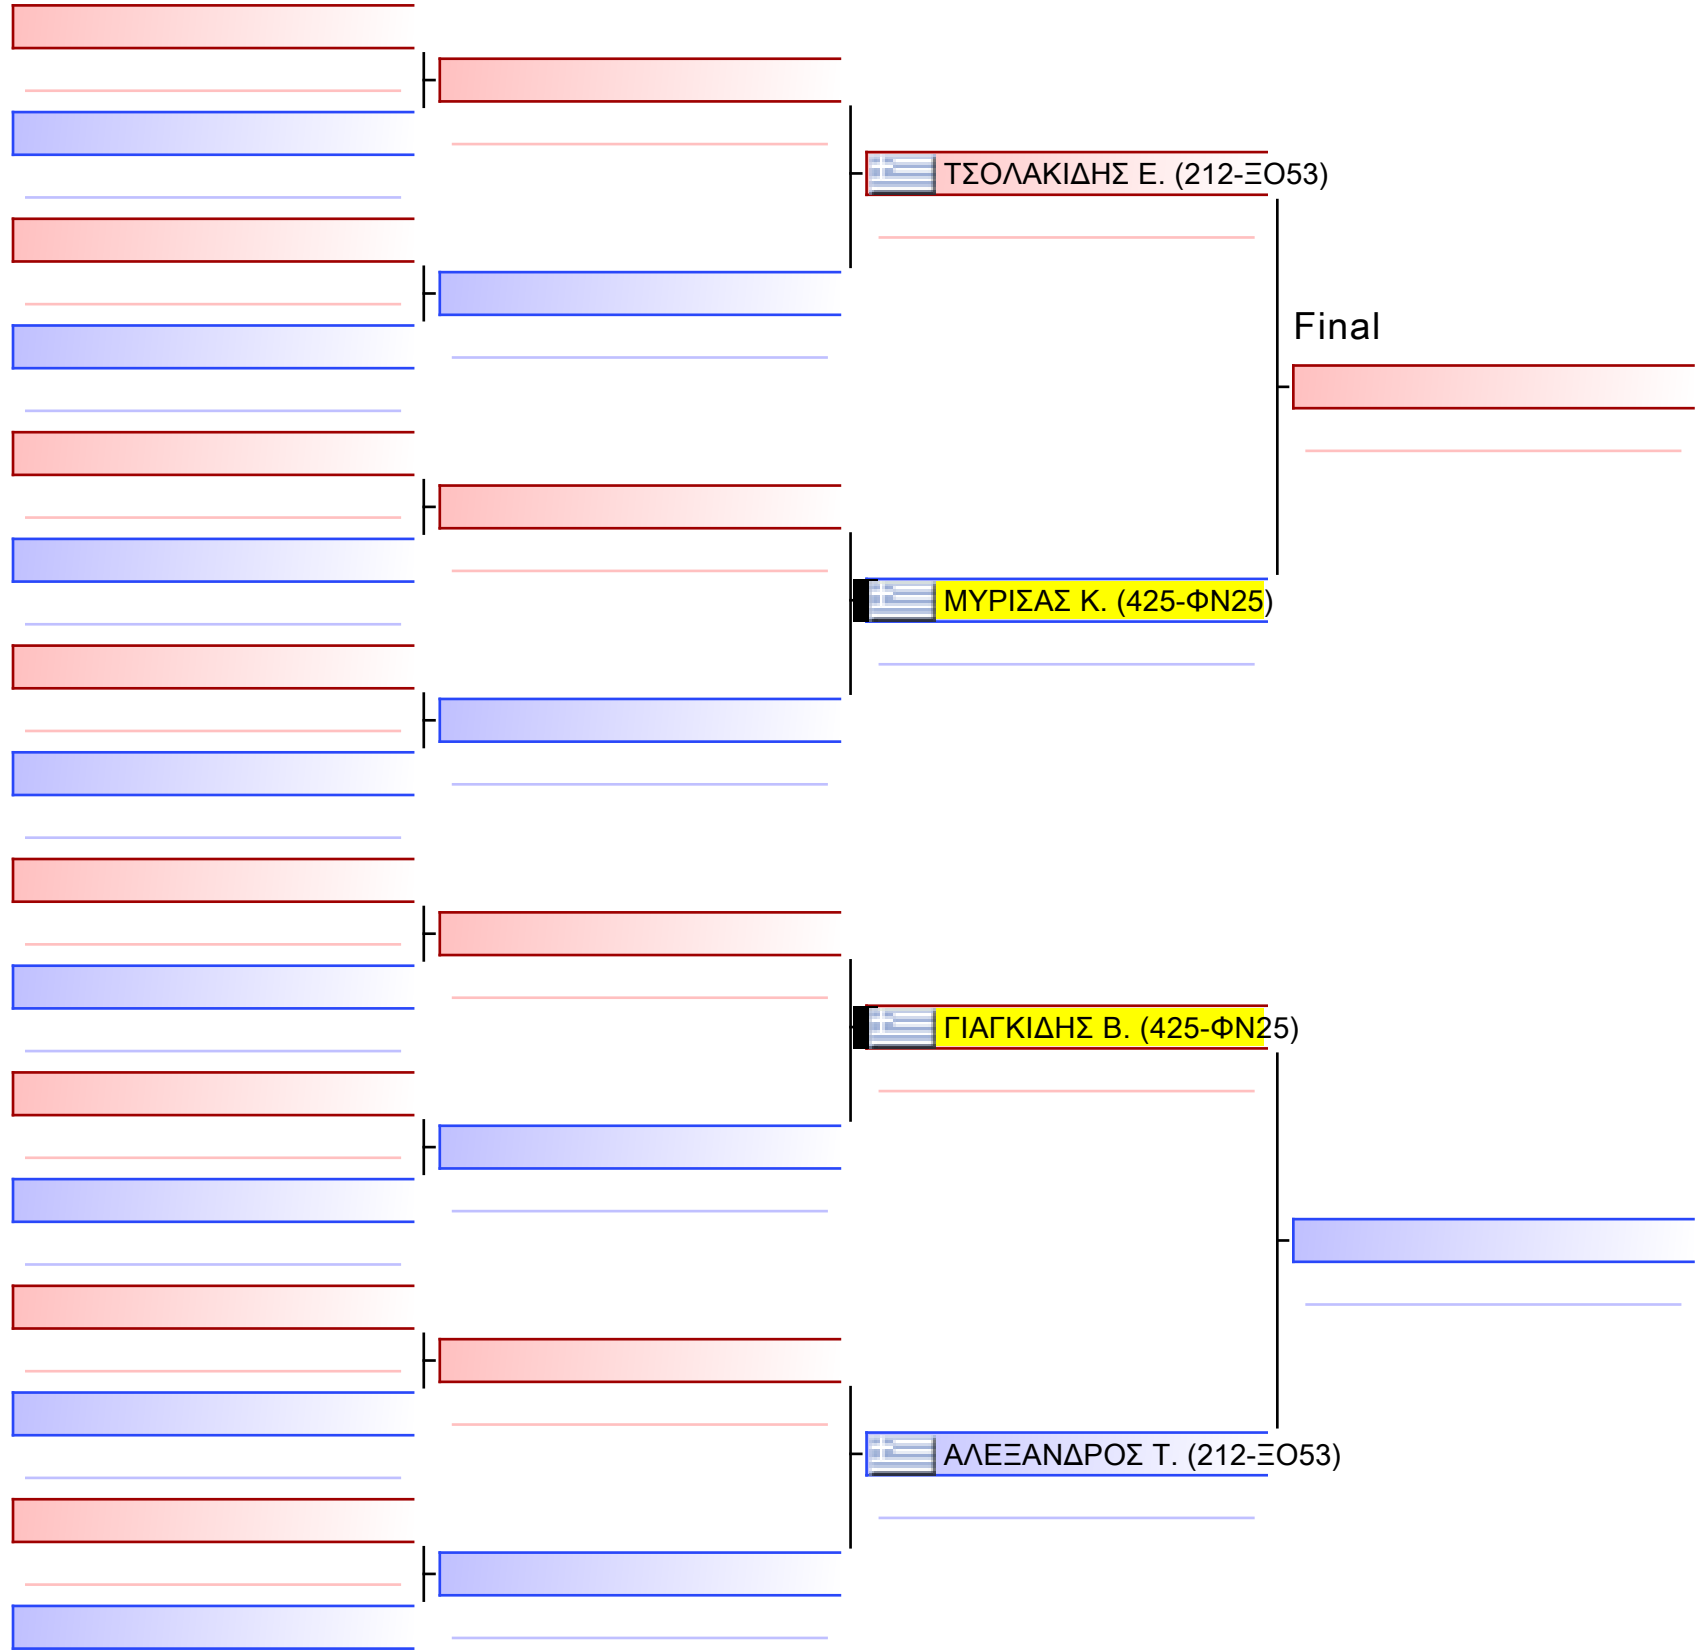 ΤΣΟΛΑΚΙΔΗΣ Ε. (212-ΞΟ53)
Final
ΜΥΡΙΣΑΣ Κ. (425-ΦΝ25)
ΓΙΑΓΚΙΔΗΣ Β. (425-ΦΝ25)
ΑΛΕΞΑΝΔΡΟΣ Τ. (212-ΞΟ53)